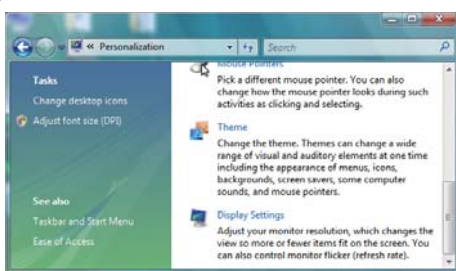 « Personalization
Search
Tasks
Change desktop icons
Adjust font size (DPI)
See also
Taskbar and Start Menu
Ease of Access
Mouse Pointers
Pick a different mouse pointer. You can also
change how the mouse pointer looks during such
activities as clicking and selecting.
Theme
Change the theme. Themes can change a wide
range of visual and auditory elements at one time
including the appearance of menus, icons,
backgrounds, screen savers, some computer
sounds, and mouse pointers.
Display Settings
Adjust your monitor resolution, which changes the
view so more or fewer items fit on the screen. You
can also control monitor flicker (refresh rate).